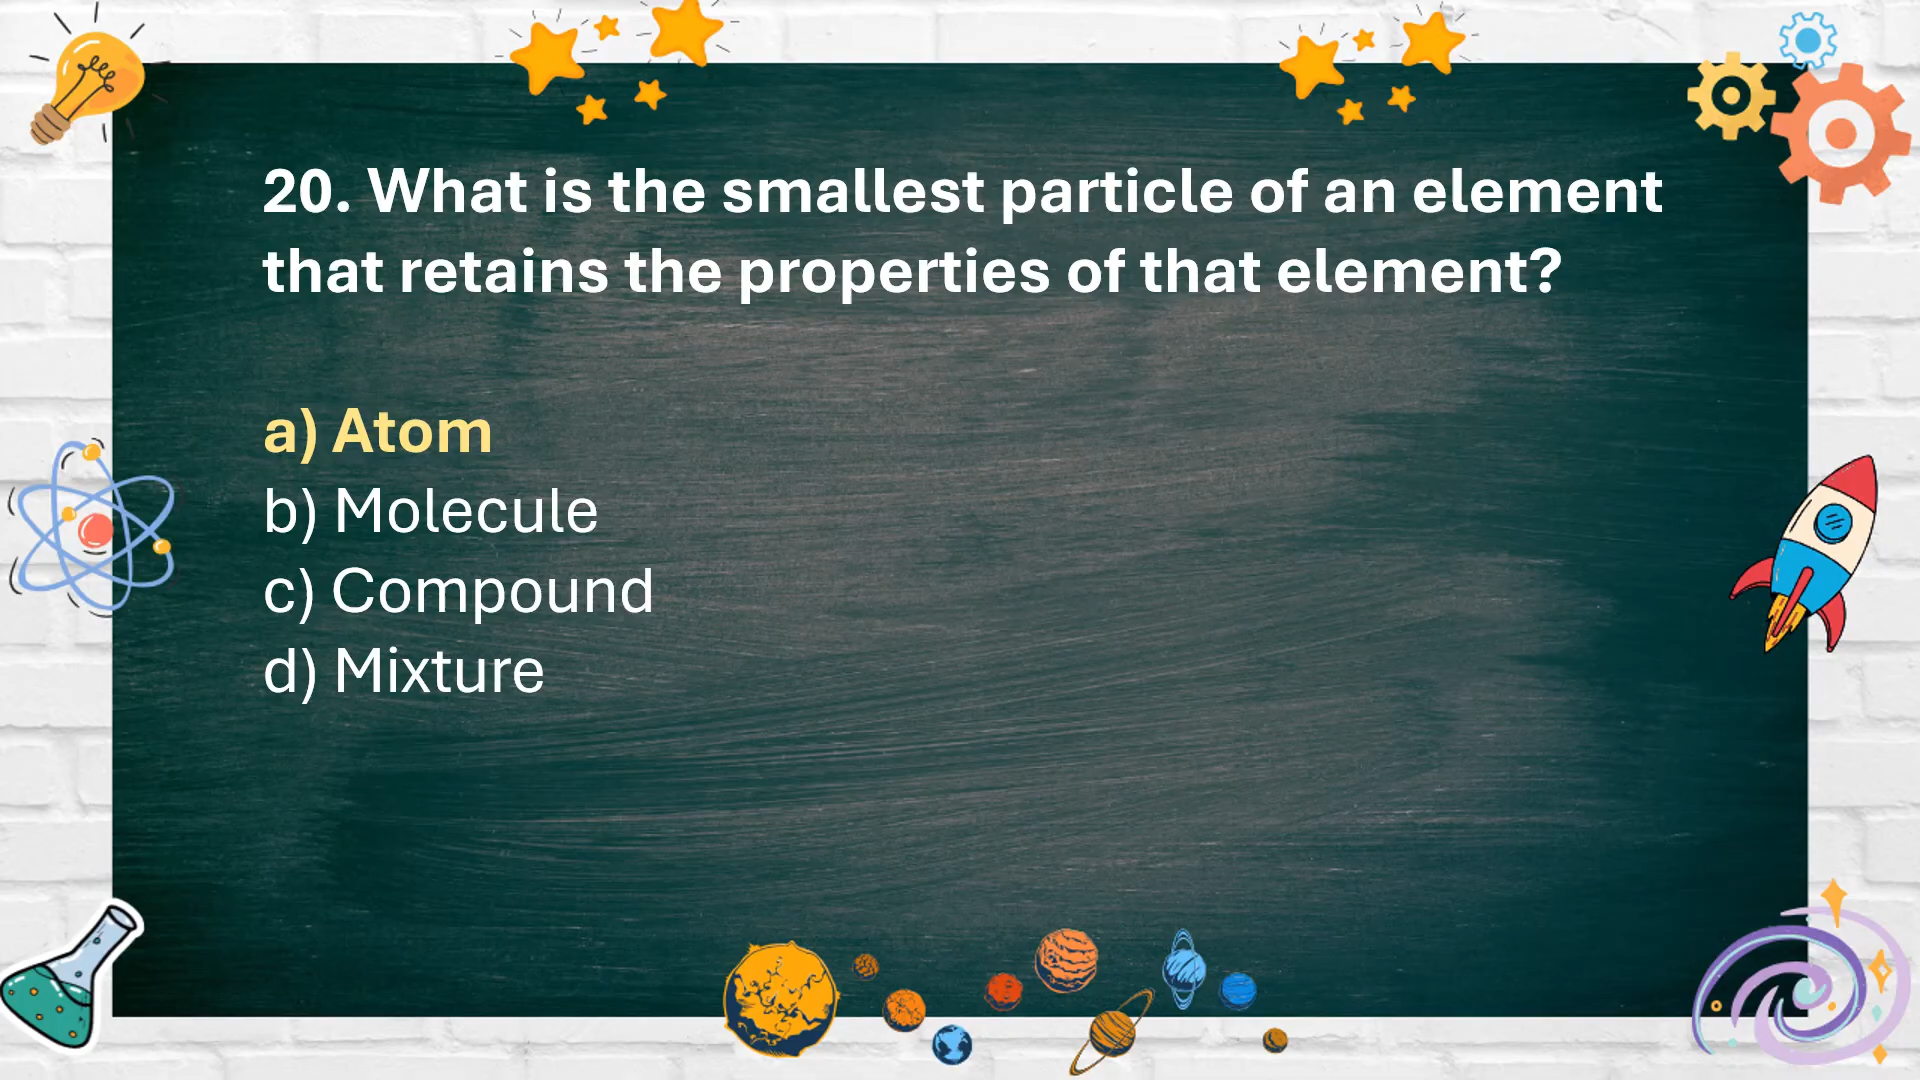 20. What is the smallest particle of an element
that retains the properties of that element?
a) Atom
b) Molecule
c) Compound
d) Mixture